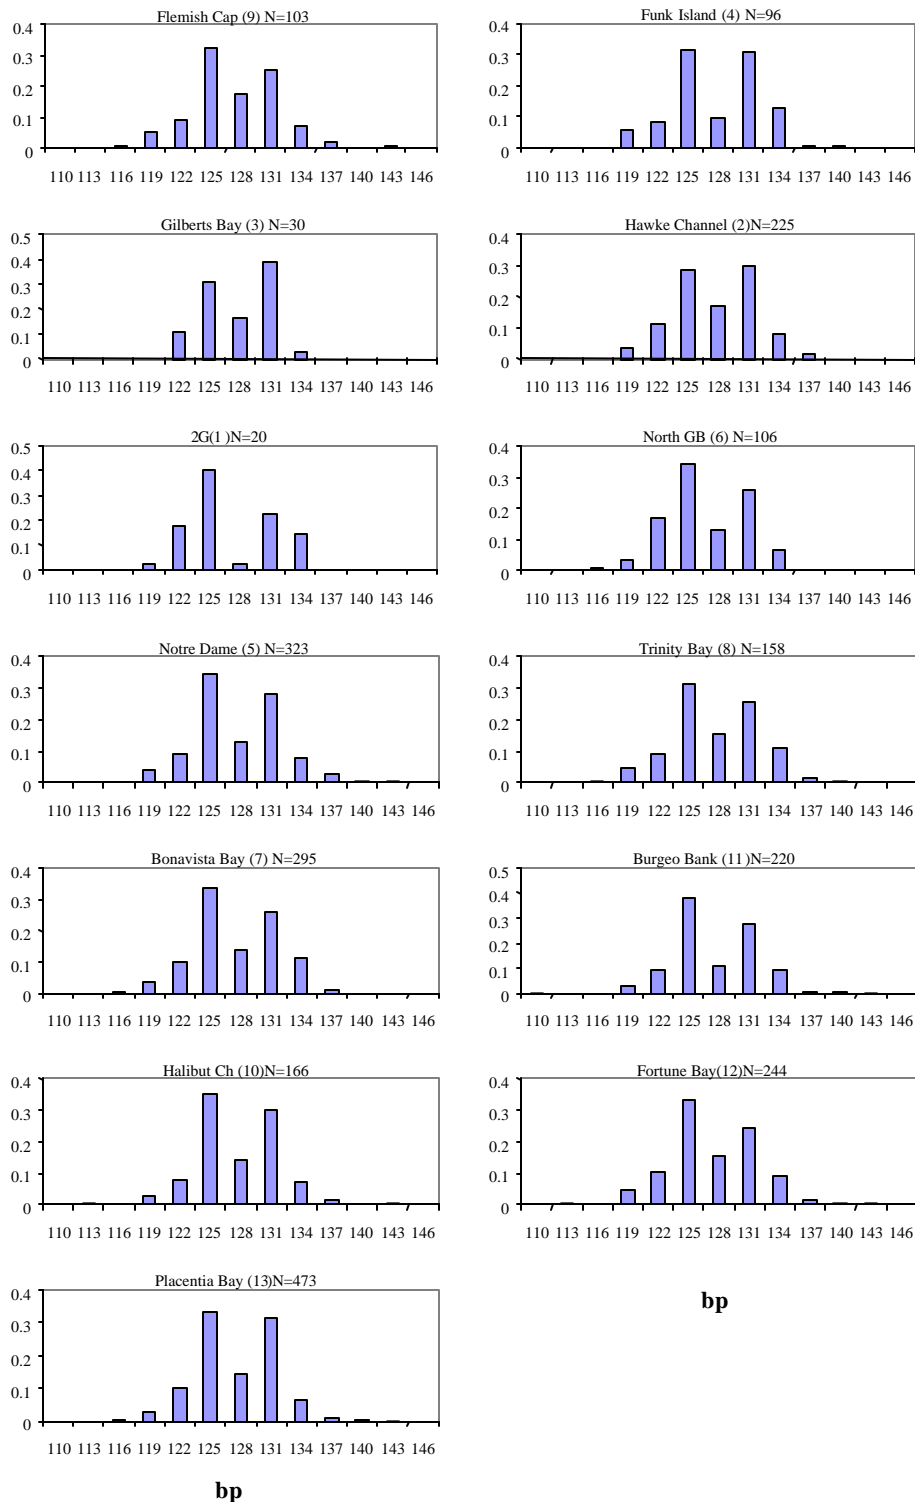 Flemish Cap (9) N=103
0.4
0.3
0.2
0.1
0
110 113 116 119 122 125 128 131 134 137 140 143 146
Funk Island (4) N=96
0.4
0.3
0.2
0.1
0
110 113 116 119 122 125 128 131 134 137 140 143 146
Gilberts Bay (3) N=30
0.5
0.4
0.3
0.2
0.1
0
110 113 116 119 122 125 128 131 134 137 140 143 146
Hawke Channel (2)N=225
0.4
0.3
0.2
0.1
0
110 113 116 119 122 125 128 131 134 137 140 143 146
2G(1 )N=20
0.5
0.4
0.3
0.2
0.1
0
110 113 116 119 122 125 128 131 134 137 140 143 146
North GB (6) N=106
0.4
0.3
0.2
0.1
0
110 113 116 119 122 125 128 131 134 137 140 143 146
Notre Dame (5) N=323
0.4
0.3
0.2
0.1
0
110 113 116 119 122 125 128 131 134 137 140 143 146
Trinity Bay (8) N=158
0.4
0.3
0.2
0.1
0
110 113 116 119 122 125 128 131 134 137 140 143 146
Bonavista Bay (7) N=295
0.4
0.3
0.2
0.1
0
110 113 116 119 122 125 128 131 134 137 140 143 146
Burgeo Bank (11)N=220
0.5
0.4
0.3
0.2
0.1
0
110 113 116 119 122 125 128 131 134 137 140 143 146
Halibut Ch (10)N=166
0.4
0.3
0.2
0.1
0
110 113 116 119 122 125 128 131 134 137 140 143 146
Fortune Bay(12)N=244
0.4
0.3
0.2
0.1
0
110 113 116 119 122 125 128 131 134 137 140 143 146
bp
Placentia Bay (13)N=473
0.4
0.3
0.2
0.1
0
110 113 116 119 122 125 128 131 134 137 140 143 146
bp